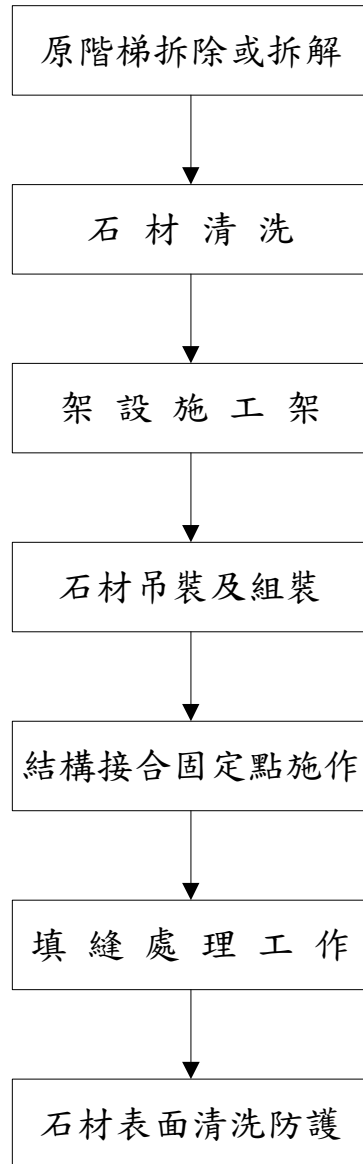 原階梯拆除或拆解
石材清洗
架設施工架
石材吊裝及組裝
結構接合固定點施作
填縫處理工作
石材表面清洗防護